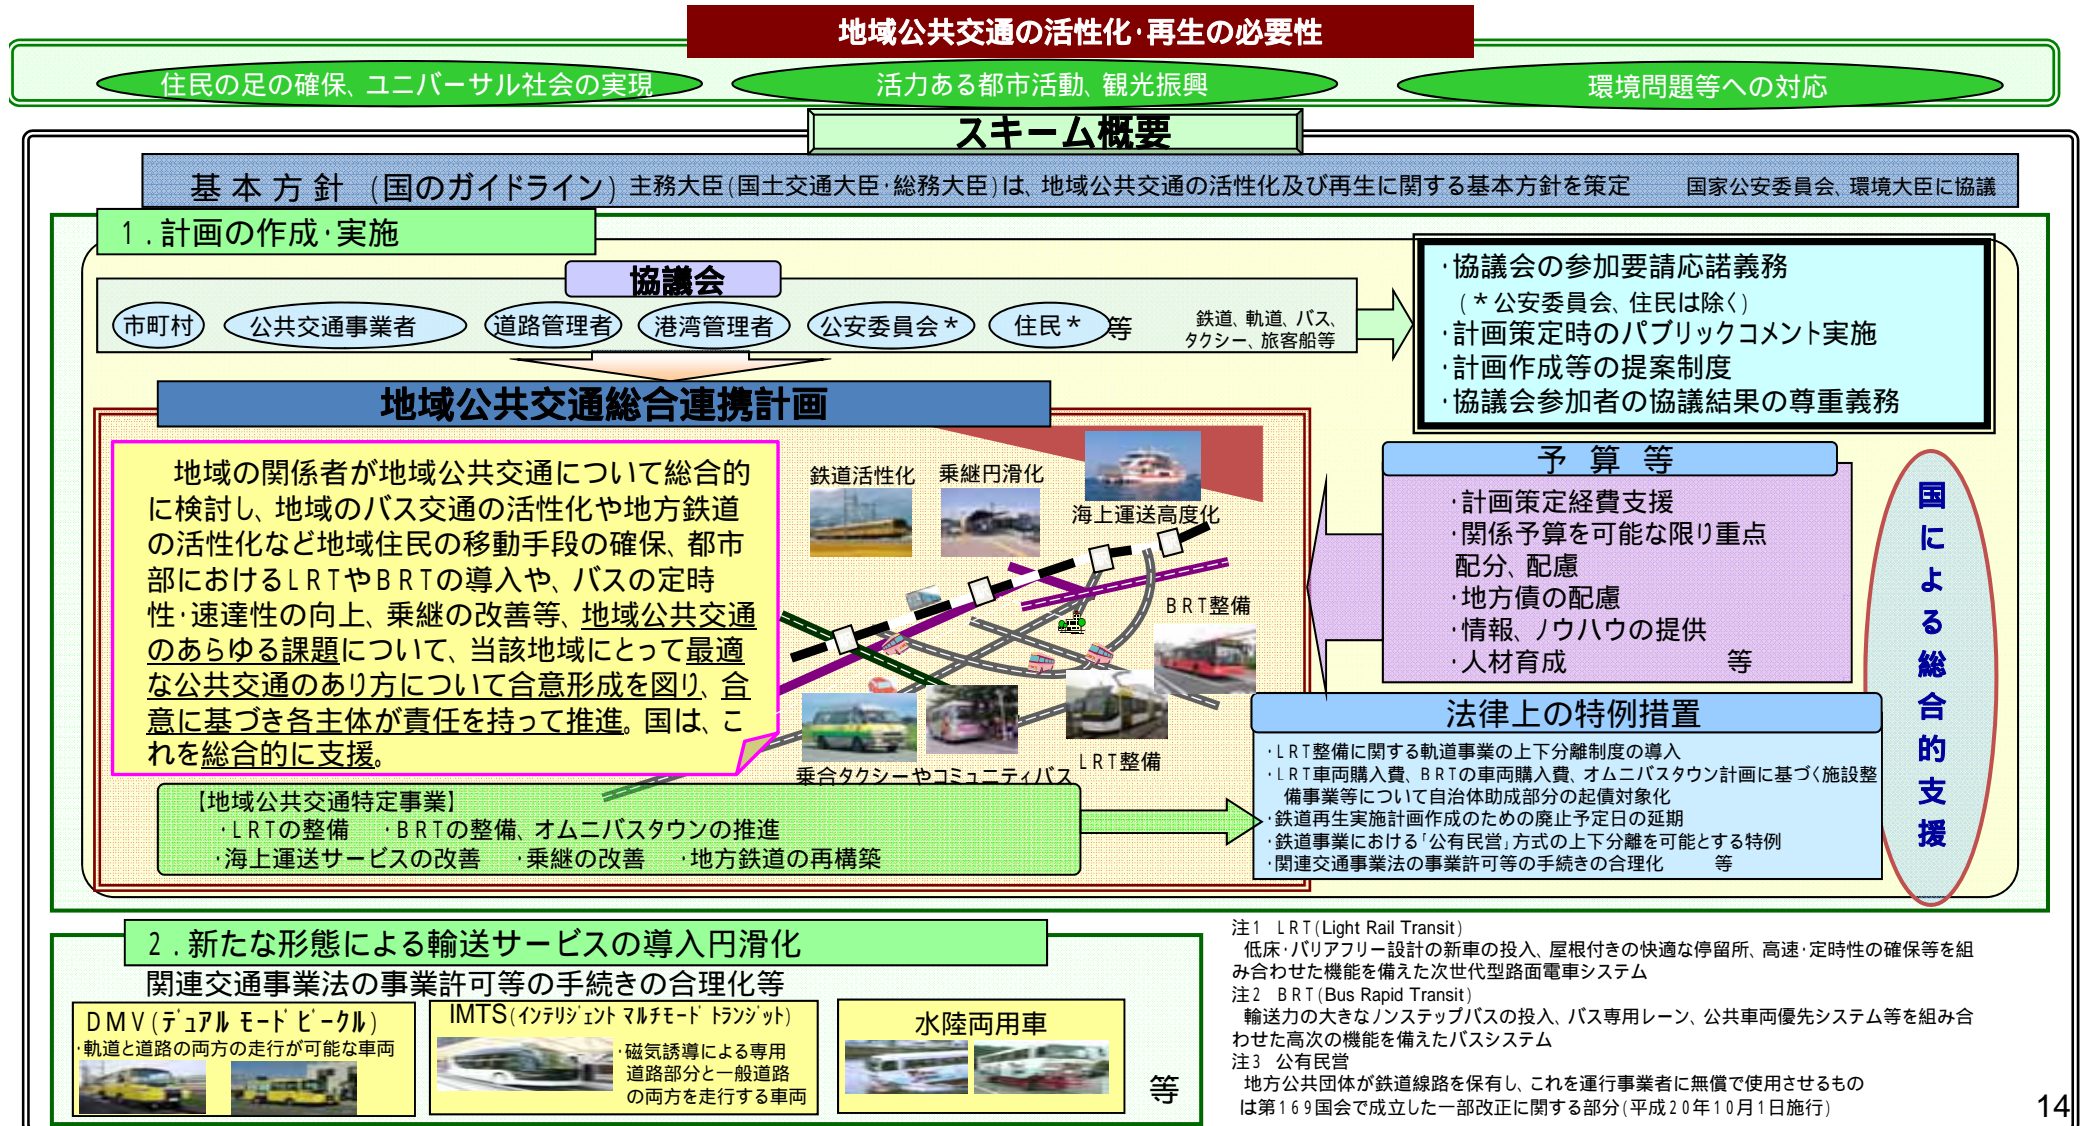 地域公共交通の活性化・再生の必要性
住民の足の確保、ユニバーサル社会の実現
活力ある都市活動、観光振興
環境問題等への対応
スキーム概要
基本方針 (国のガイドライン) 主務大臣(国土交通大臣・総務大臣)は、地域公共交通の活性化及び再生に関する基本方針を策定 国家公安委員会、環境大臣に協議
1.計画の作成・実施
協議会
市町村
公共交通事業者
道路管理者
港湾管理者
公安委員会*
住民*
等
鉄道、軌道、バス、
タクシー、旅客船等
・協議会の参加要請応諾義務
(*公安委員会、住民は除く)
・計画策定時のパブリックコメント実施
・計画作成等の提案制度
・協議会参加者の協議結果の尊重義務
地域公共交通総合連携計画
地域の関係者が地域公共交通について総合的
に検討し、地域のバス交通の活性化や地方鉄道
の活性化など地域住民の移動手段の確保、都市
部におけるLRTやBRTの導入や、バスの定時
性・速達性の向上、乗継の改善等、地域公共交通
のあらゆる課題について、当該地域にとって最適
な公共交通のあり方について合意形成を図り、合
意に基づき各主体が責任を持って推進。国は、こ
れを総合的に支援。
鉄道活性化
乗継円滑化
海上運送高度化
BRT整備
LRT整備
乗合タクシーやコミュニティバス
【地域公共交通特定事業】
・LRTの整備 ・BRTの整備、オムニバスタウンの推進
・海上運送サービスの改善 ・乗継の改善 ・地方鉄道の再構築
予算等
・計画策定経費支援
・関係予算を可能な限り重点
配分、配慮
・地方債の配慮
・情報、ノウハウの提供
・人材育成 等
法律上の特例措置
・LRT整備に関する軌道事業の上下分離制度の導入
・LRT車両購入費、BRTの車両購入費、オムニバスタウン計画に基づく施設整
備事業等について自治体助成部分の起債対象化
・鉄道再生実施計画作成のための廃止予定日の延期
・鉄道事業における「公有民営」方式の上下分離を可能とする特例
・関連交通事業法の事業許可等の手続きの合理化 等
国による総合的支援
2.新たな形態による輸送サービスの導入円滑化
関連交通事業法の事業許可等の手続きの合理化等
DMV(デュアル モード ビークル)
・軌道と道路の両方の走行が可能な車両
IMTS(インテリジェント マルチモード トランジット)
・磁気誘導による専用
道路部分と一般道路
の両方を走行する車両
水陸両用車
等
注1 LRT(Light Rail Transit)
低床・バリアフリー設計の新車の投入、屋根付きの快適な停留所、高速・定時性の確保等を組
み合わせた機能を備えた次世代型路面電車システム
注2 BRT(Bus Rapid Transit)
輸送力の大きなノンステップバスの投入、バス専用レーン、公共車両優先システム等を組み合
わせた高次の機能を備えたバスシステム
注3 公有民営
地方公共団体が鉄道線路を保有し、これを運行事業者に無償で使用させるもの
は第169国会で成立した一部改正に関する部分(平成20年10月1日施行)
14